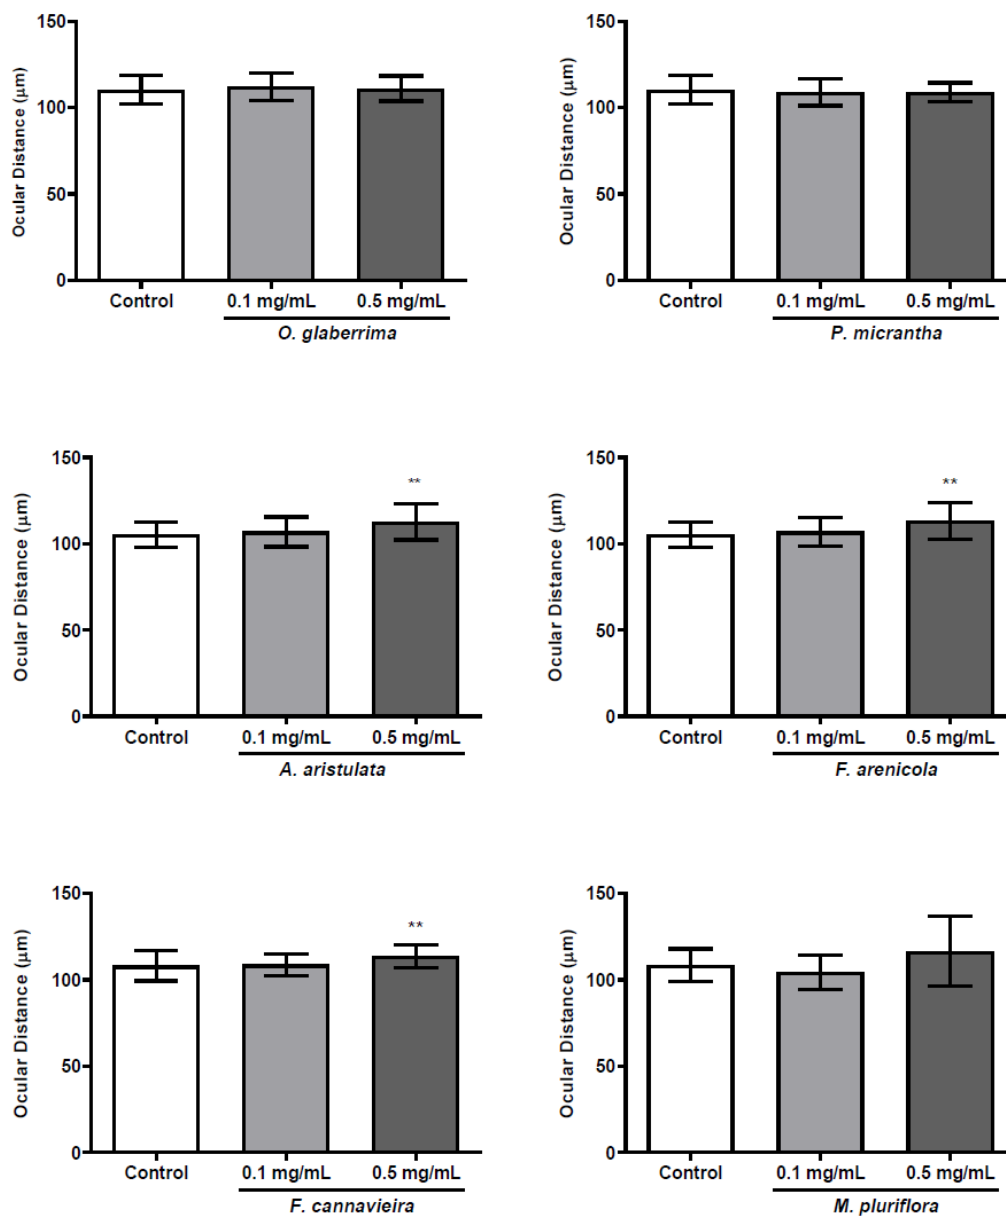 150
100
50
0
Ocular Distance (μm)
Control
0.1 mg/mL
0.5 mg/mL
O. glaberrima
150
100
50
0
Ocular Distance (μm)
Control
0.1 mg/mL
0.5 mg/mL
P. micrantha
150
100
50
0
Ocular Distance (μm)
**
Control
0.1 mg/mL
0.5 mg/mL
A. aristulata
150
100
50
0
Ocular Distance (μm)
**
Control
0.1 mg/mL
0.5 mg/mL
F. arenicola
150
100
50
0
Ocular Distance (μm)
**
Control
0.1 mg/mL
0.5 mg/mL
F. cannavieira
150
100
50
0
Ocular Distance (μm)
Control
0.1 mg/mL
0.5 mg/mL
M. pluriflora